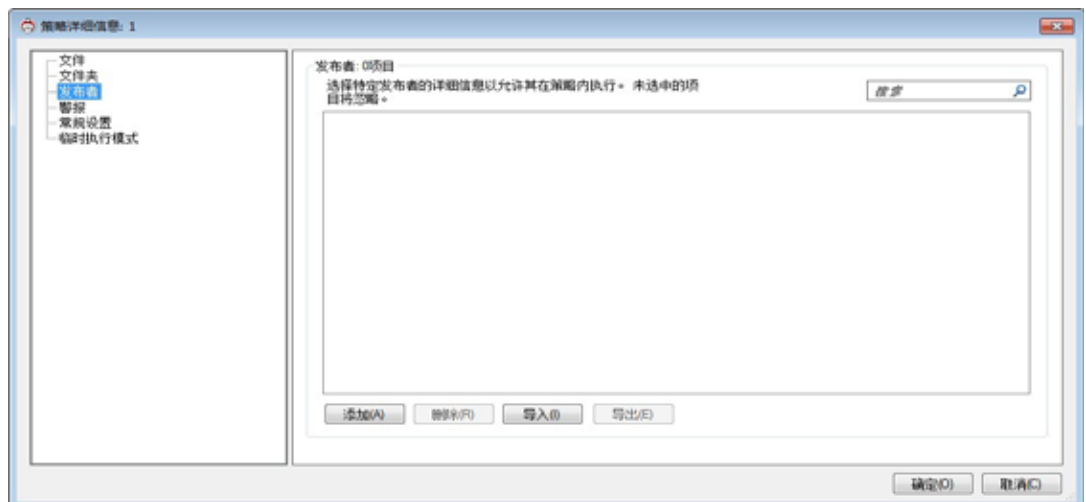 策略详细信息: 1
文件
文件夹
发布者
警报
常规设置
临时执行模式
发布者: 0项目
选择特定发布者的详细信息以允许其在策略内执行。 未选中的项
目将忽略。
搜索
添加(A)
删除(R)
导入(I)
导出(E)
确定(O)
取消(C)